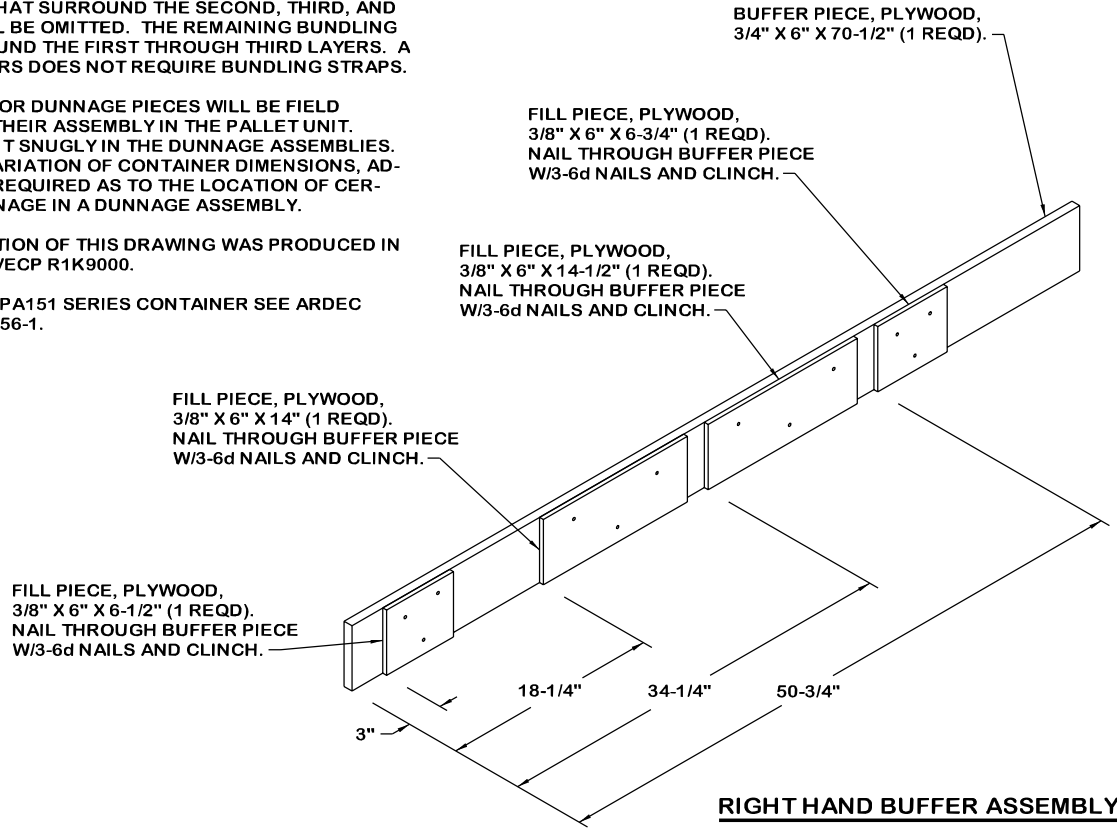 HAT SURROUND THE SECOND, THIRD, AND
L BE OMITTED. THE REMAINING BUNDLING
UND THE FIRST THROUGH THIRD LAYERS. A
RS DOES NOT REQUIRE BUNDLING STRAPS.
OR DUNNAGE PIECES WILL BE FIELD
THEIR ASSEMBLY IN THE PALLET UNIT.
T SNUGLY IN THE DUNNAGE ASSEMBLIES.
ARIATION OF CONTAINER DIMENSIONS, AD-
REQUIRED AS TO THE LOCATION OF CER-
NAGE IN A DUNNAGE ASSEMBLY.
TION OF THIS DRAWING WAS PRODUCED IN
VECP R1K9000.
PA151 SERIES CONTAINER SEE ARDEC
56-1.
BUFFER PIECE, PLYWOOD,
3/4" X 6" X 70-1/2" (1 REQD).
FILL PIECE, PLYWOOD,
3/8" X 6" X 6-3/4" (1 REQD).
NAIL THROUGH BUFFER PIECE
W/3-6d NAILS AND CLINCH.
FILL PIECE, PLYWOOD,
3/8" X 6" X 14-1/2" (1 REQD).
NAIL THROUGH BUFFER PIECE
W/3-6d NAILS AND CLINCH.
FILL PIECE, PLYWOOD,
3/8" X 6" X 14" (1 REQD).
NAIL THROUGH BUFFER PIECE
W/3-6d NAILS AND CLINCH.
FILL PIECE, PLYWOOD,
3/8" X 6" X 6-1/2" (1 REQD).
NAIL THROUGH BUFFER PIECE
W/3-6d NAILS AND CLINCH.
18-1/4"
34-1/4"
50-3/4"
3"
RIGHT HAND BUFFER ASSEMBLY